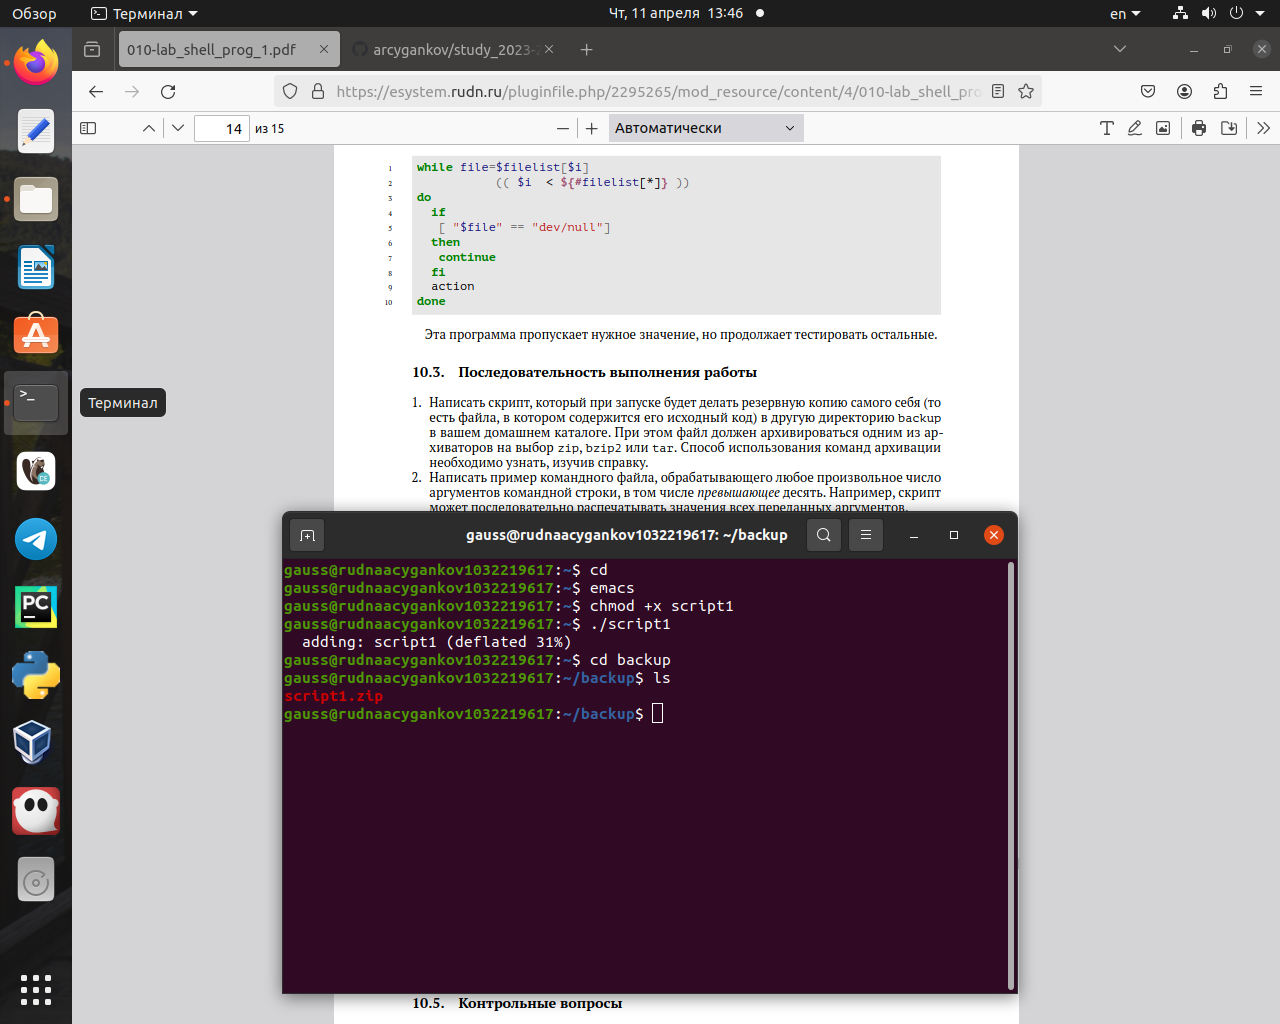 Обзор
Терминал
Чт, 11 апреля 13:46
en
010-lab_shell_prog_1.pdf
arcygankov/study_2023-2
https://esystem.rudn.ru/pluginfile.php/2295265/mod_resource/content/4/010-lab_shell_pro
14 из 15
Автоматически
1 while file=$filelist[$i]
2 (( $i < ${#filelist[*]} ))
3 do
4 if
5 [ "$file" == "dev/null"]
6 then
7 continue
8 fi
9 action
10 done
Эта программа пропускает нужное значение, но продолжает тестировать остальные.
10.3. Последовательность выполнения работы
1. Написать скрипт, который при запуске будет делать резервную копию самого себя (то
есть файла, в котором содержится его исходный код) в другую директорию backup
в вашем домашнем каталоге. При этом файл должен архивироваться одним из ар-
хиваторов на выбор zip, bzip2 или tar. Способ использования команд архивации
необходимо узнать, изучив справку.
2. Написать пример командного файла, обрабатывающего любое произвольное число
аргументов командной строки, в том числе превышающее десять. Например, скрипт
может последовательно распечатывать значения всех переданных аргументов.
Терминал
gauss@rudnaacygankov1032219617: ~/backup
gauss@rudnaacygankov1032219617:~$ cd
gauss@rudnaacygankov1032219617:~$ emacs
gauss@rudnaacygankov1032219617:~$ chmod +x script1
gauss@rudnaacygankov1032219617:~$ ./script1
adding: script1 (deflated 31%)
gauss@rudnaacygankov1032219617:~$ cd backup
gauss@rudnaacygankov1032219617:~/backup$ ls
script1.zip
gauss@rudnaacygankov1032219617:~/backup$
10.5. Контрольные вопросы